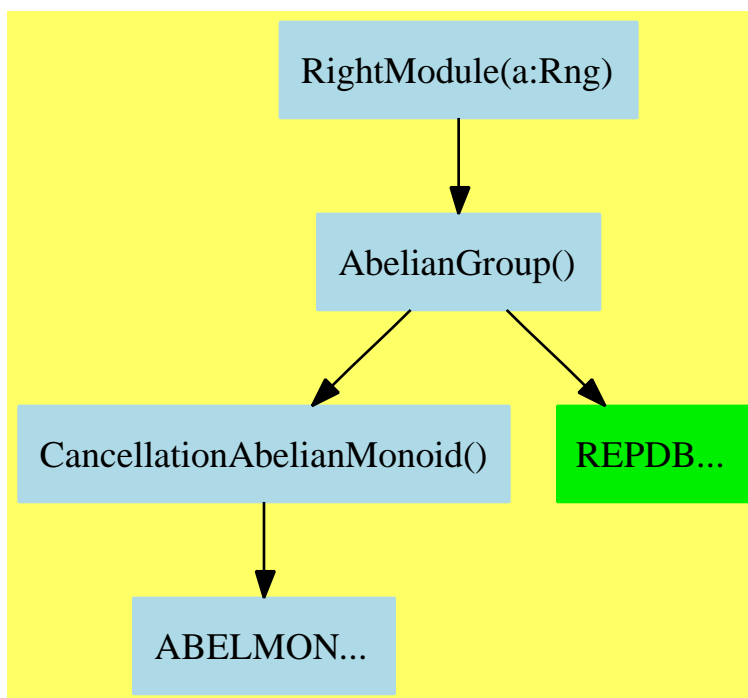 RightModule(a:Rng)
AbelianGroup()
CancellationAbelianMonoid()
REPDB...
ABELMON...